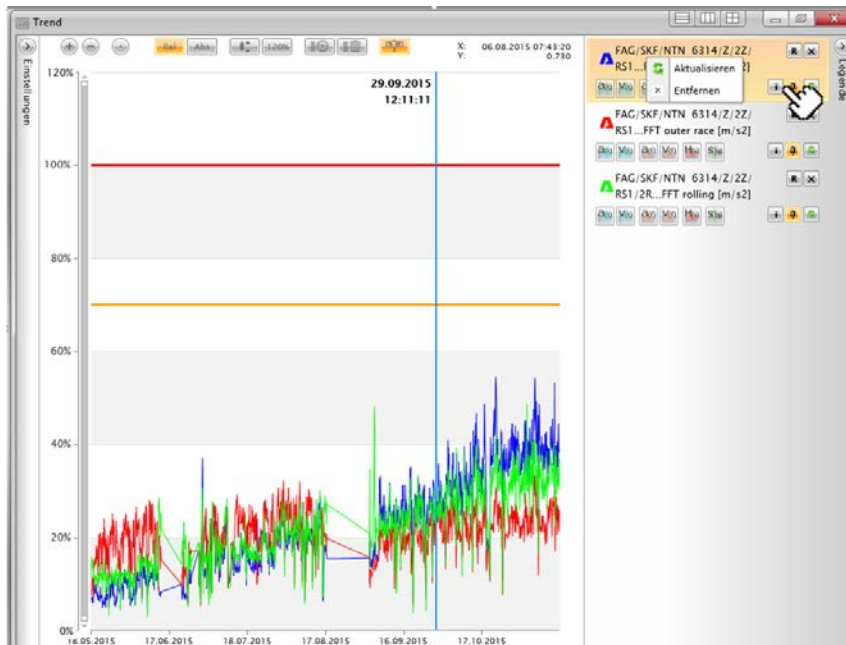 Trend
Einstellungen
Rel
Abs
120%
X: 06.08.2015 07:43:20
Y: 0.730
29.09.2015
12:11:11
120%
100%
80%
60%
40%
20%
0%
18.05.2015 17.06.2015 18.07.2015 17.08.2015 16.09.2015 17.10.2015
FAG/SKF/NTN 6314/Z/2Z/
R
Aktualisieren
Entfernen
i
FAG/SKF/NTN 6314/Z/2Z/
RS1...FFT outer race [m/s2]
i
FAG/SKF/NTN 6314/Z/2Z/
R
RS1/2R...FFT rolling [m/s2]
i
Legende